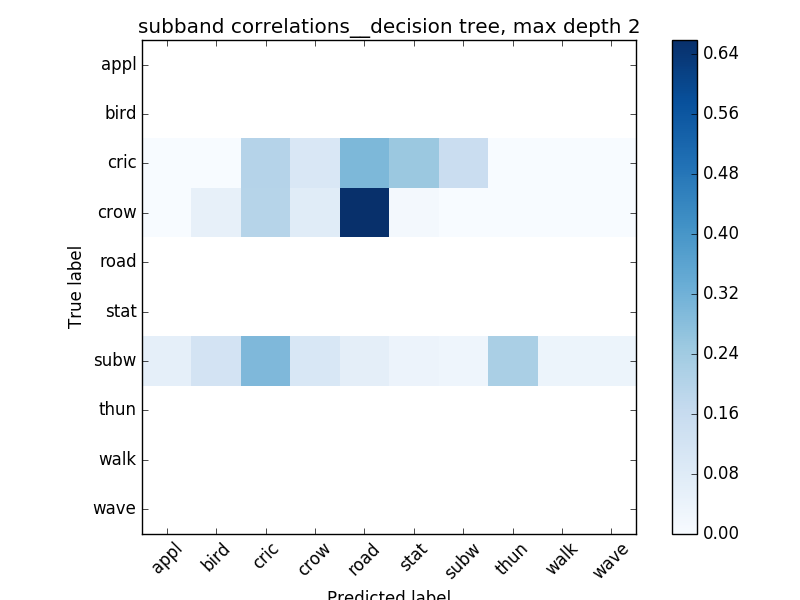 subband correlations__decision tree, max depth 2
appl
bird
cric
crow
road
stat
subw
thun
walk
wave
True label
appl
bird
cric
crow
road
stat
subw
thun
walk
wave
Predicted label
0.64
0.56
0.48
0.40
0.32
0.24
0.16
0.08
0.00